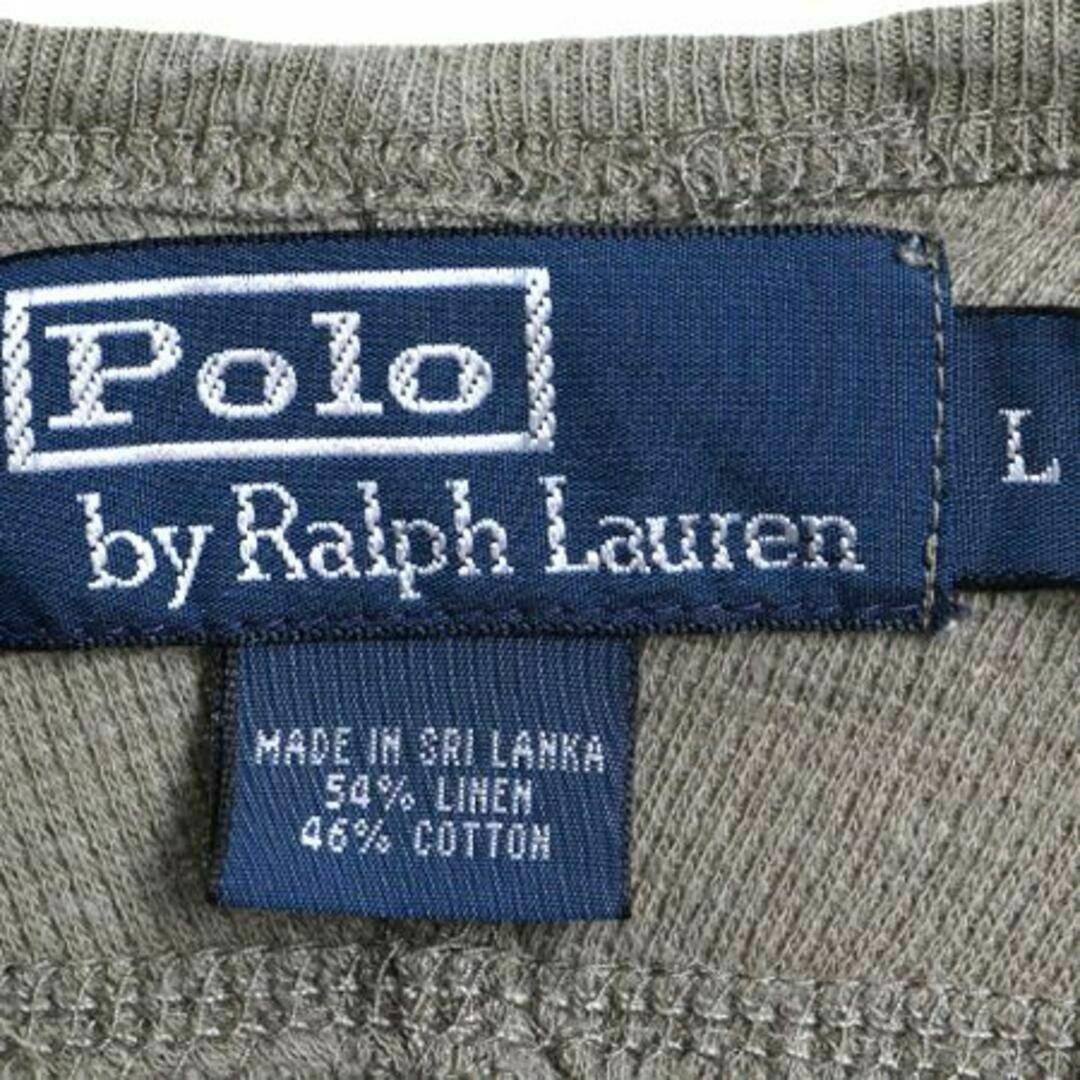 Polo
by Ralph Lauren
L
MADE IN SRI LANKA
54% LINEN
46% COTTON